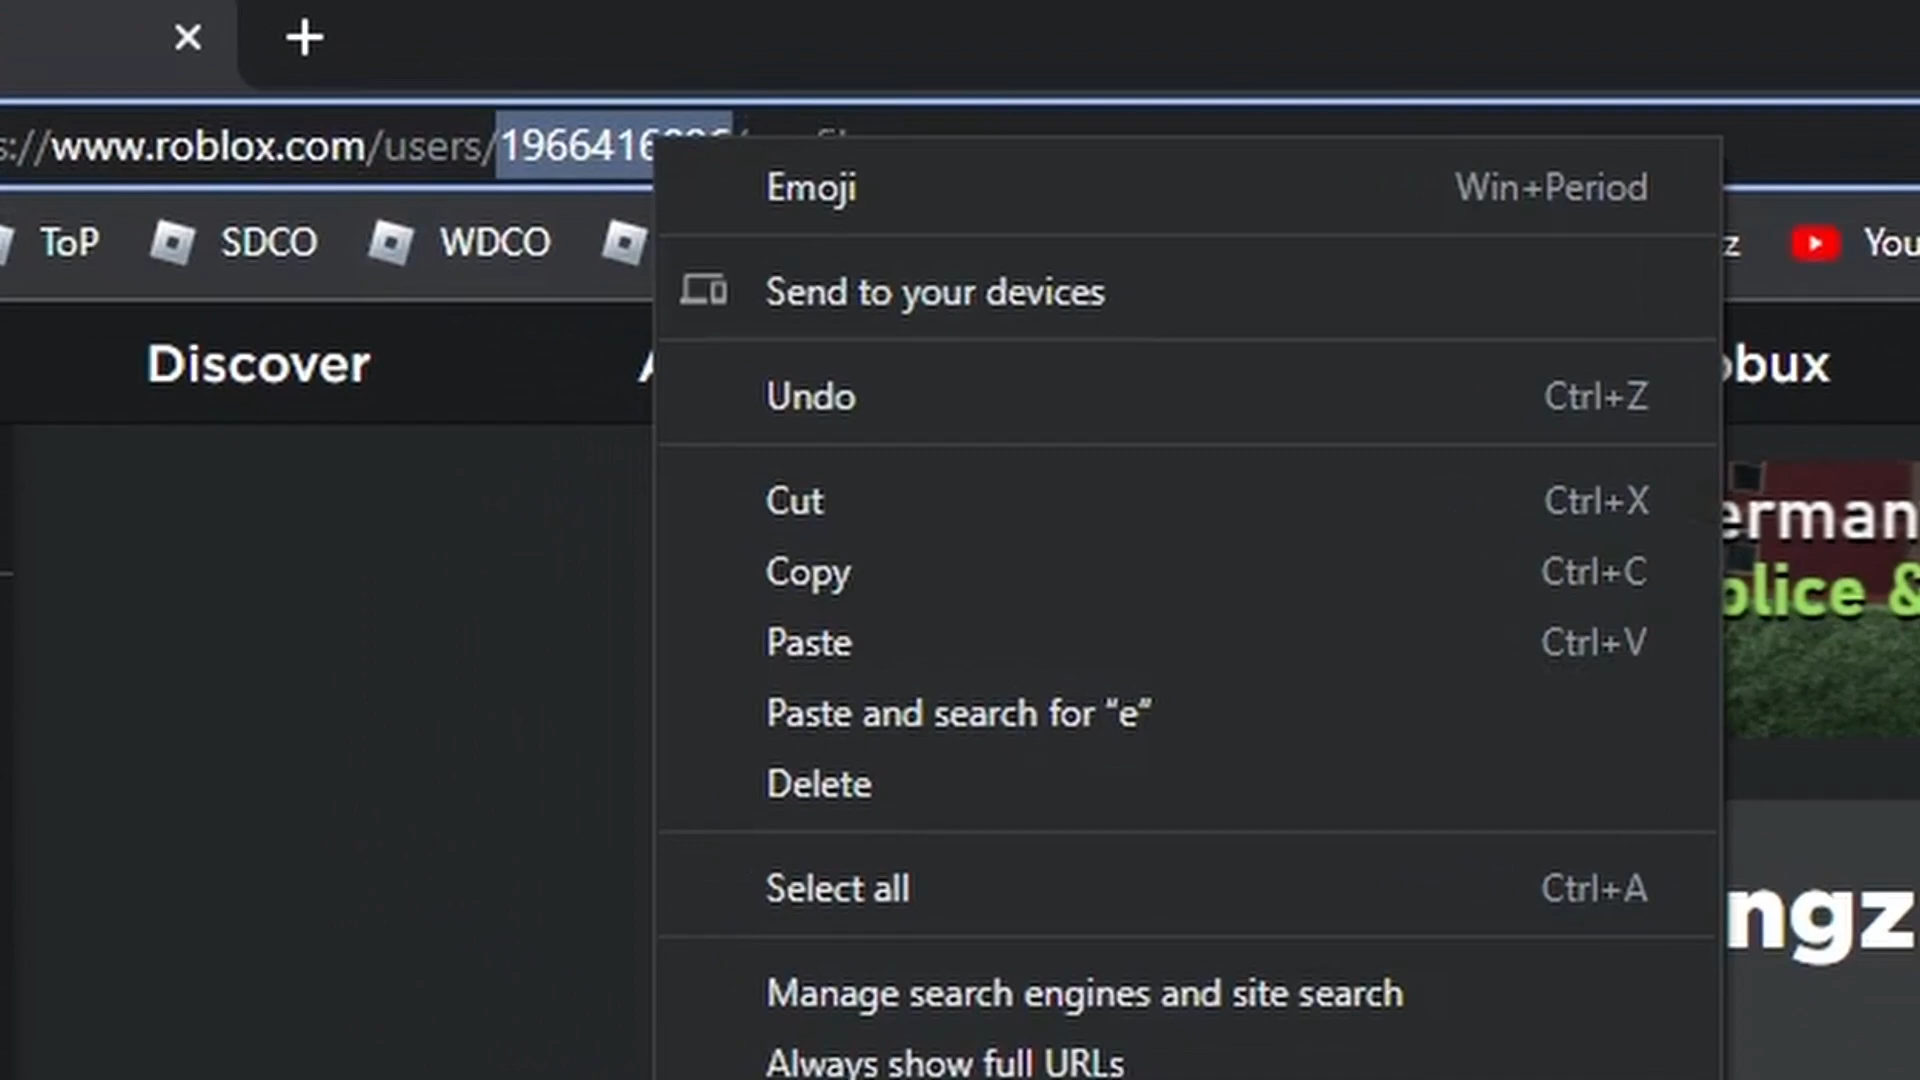 s://www.roblox.com/users/1966416
Emoji Win+Period
ToP SDCO WDCO z You
Send to your devices
Discover obux
Undo Ctrl+Z
Cut Ctrl+X
erman
Copy Ctrl+C
olice &
Paste Ctrl+V
Paste and search for “e”
Delete
Select all Ctrl+A
ngz
Manage search engines and site search
Always show full URLs